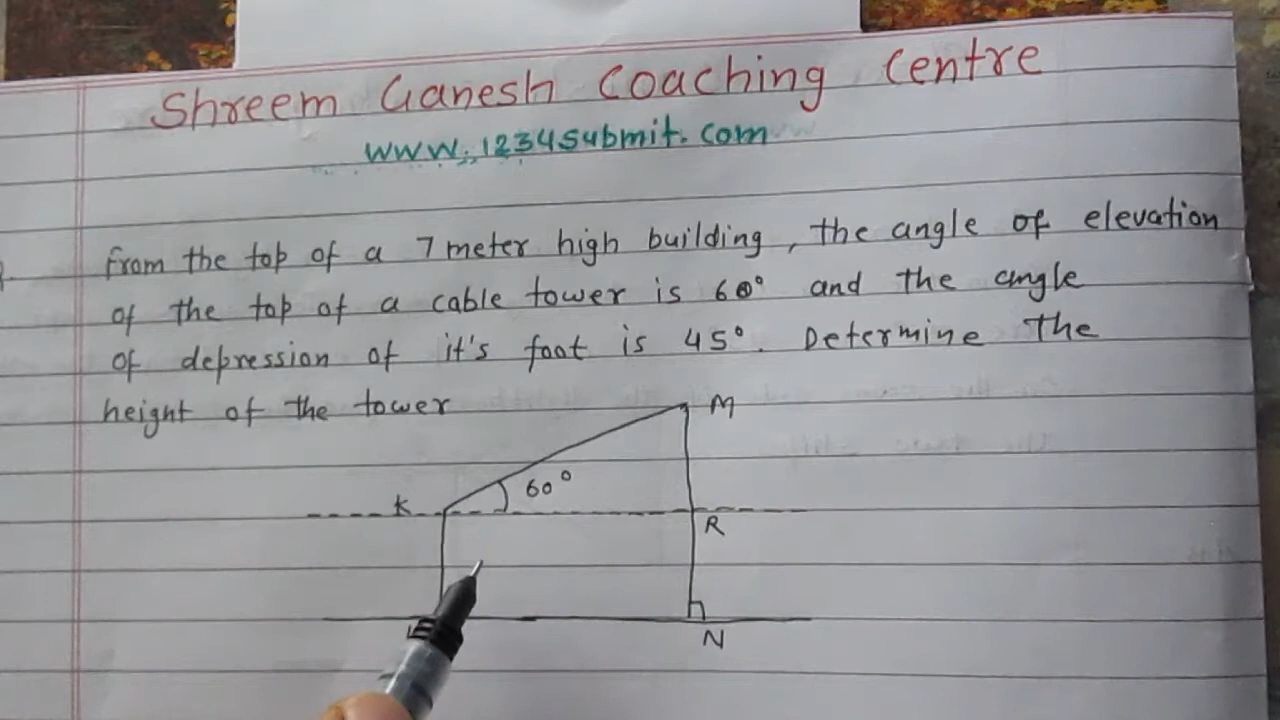 Shreem Ganesh Coaching Centre
www.1234submit.com
From the top of a 7 meter high building, the angle of elevation
of the top of a cable tower is 60° and the angle
of depression of it's foot is 45°. Determine the
height of the tower
M
60°
K
R
N